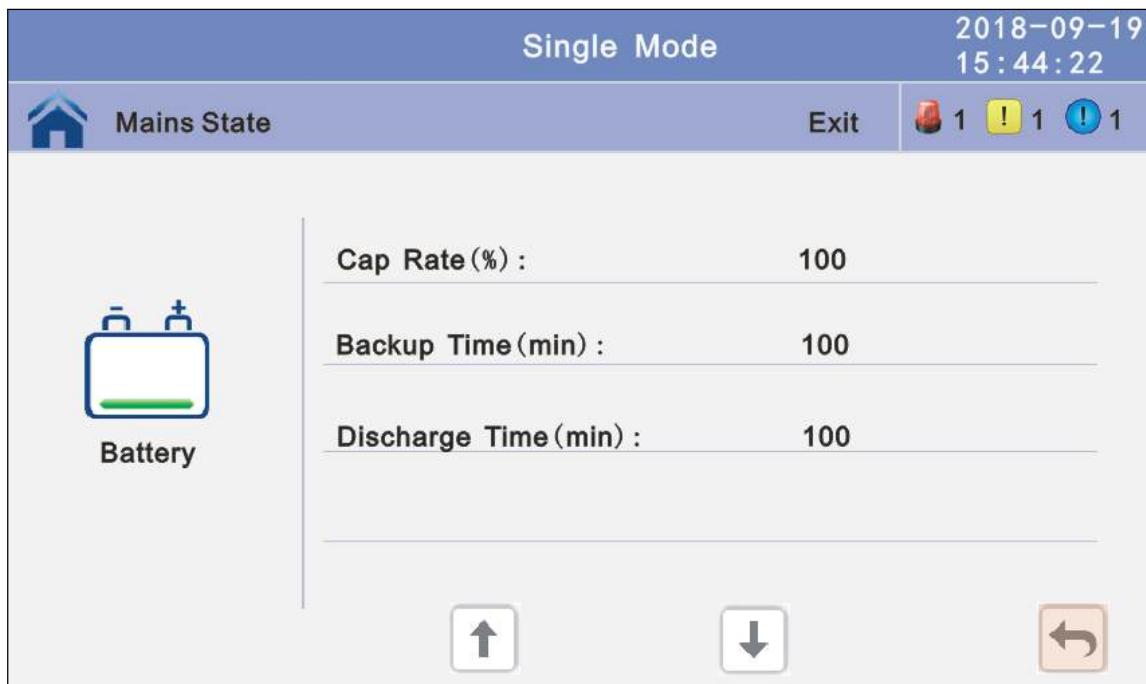 Single Mode
2018-09-19
15:44:22
Mains State Exit 1 ! 1 ! 1
Cap Rate(%): 100
Backup Time(min): 100
Discharge Time(min): 100
- +
Battery